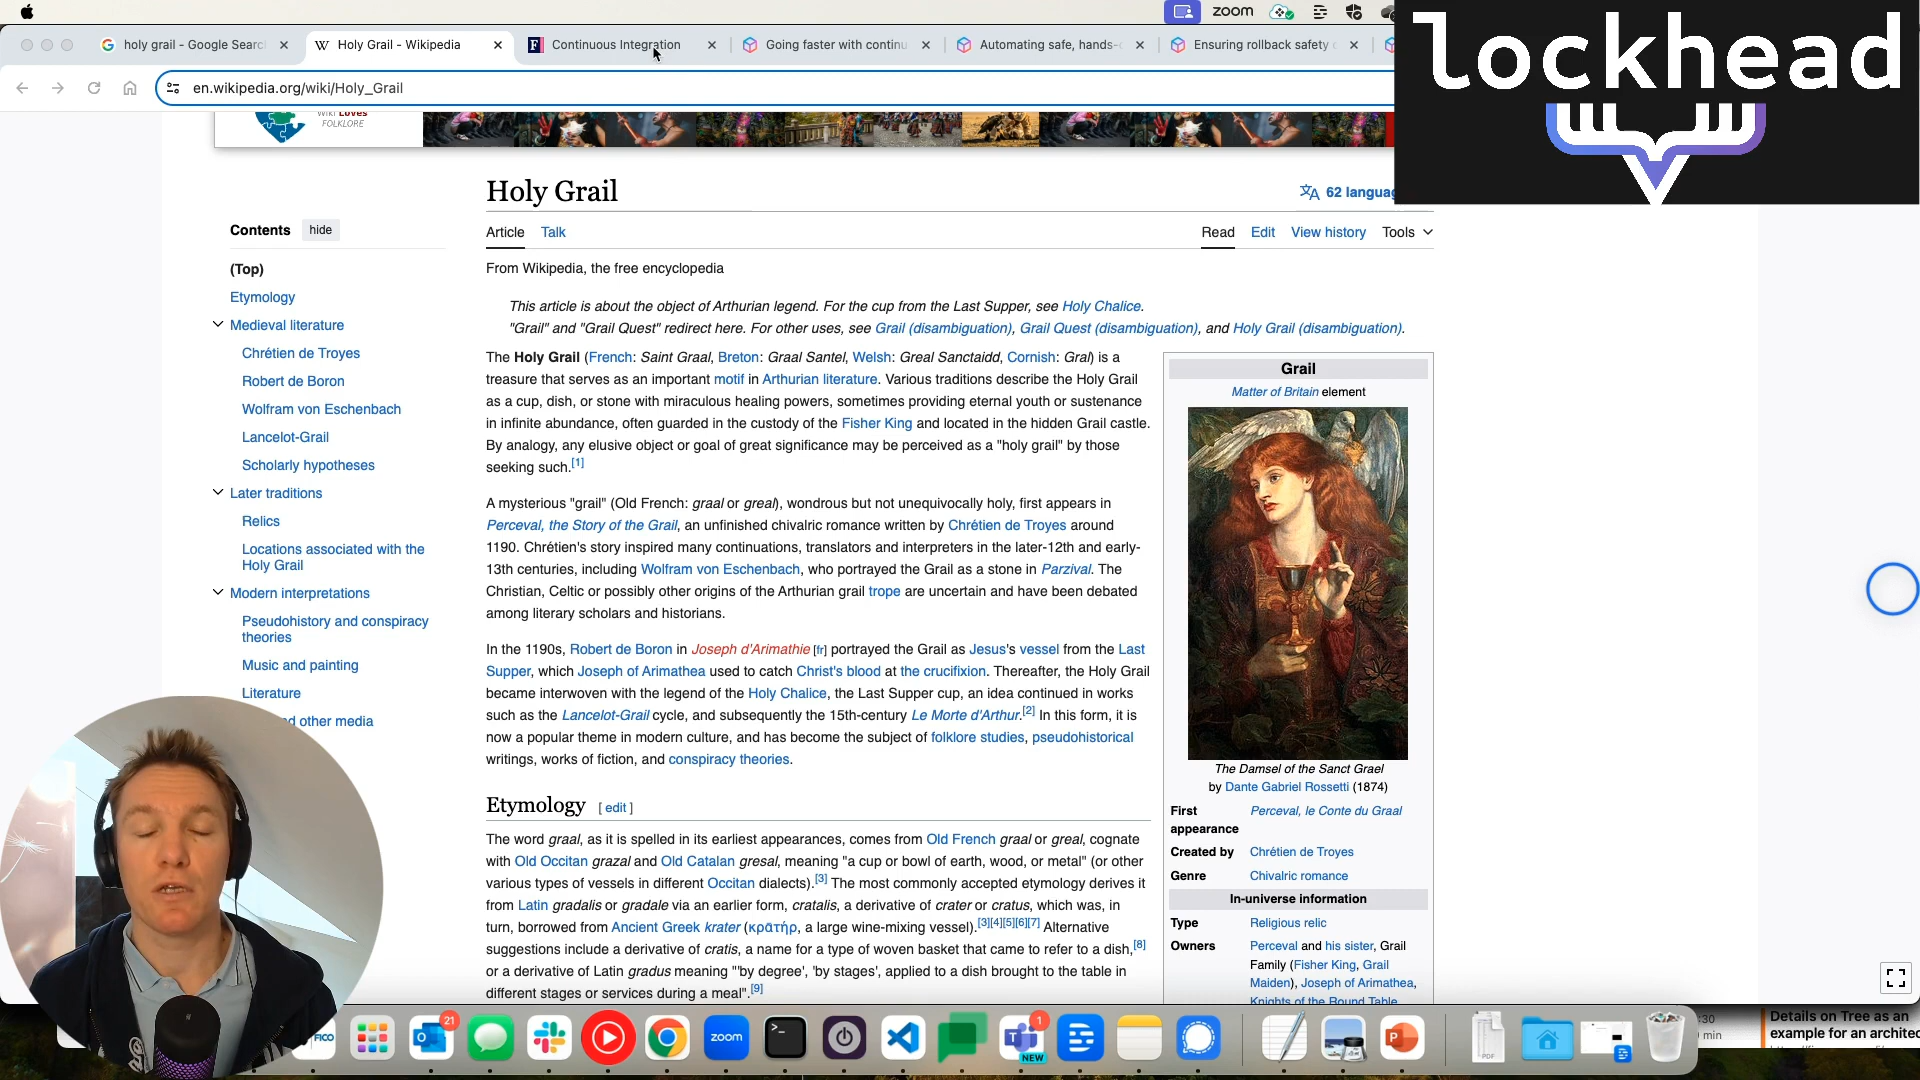 zoom
holy grail - Google Searc
Holy Grail - Wikipedia
Continuous Integration
Going faster with continu
Automating safe, hands-
Ensuring rollback safety
lockhead
en.wikipedia.org/wiki/Holy_Grail
WIKI LOVES
FOLKLORE
Holy Grail
62 languag
Contents hide
Article Talk
Read Edit View history Tools
(Top)
Etymology
Medieval literature
Chrétien de Troyes
Robert de Boron
Wolfram von Eschenbach
Lancelot-Grail
Scholarly hypotheses
Later traditions
Relics
Locations associated with the
Holy Grail
Modern interpretations
Pseudohistory and conspiracy
theories
Music and painting
Literature
nd other media
From Wikipedia, the free encyclopedia
This article is about the object of Arthurian legend. For the cup from the Last Supper, see Holy Chalice.
"Grail" and "Grail Quest" redirect here. For other uses, see Grail (disambiguation), Grail Quest (disambiguation), and Holy Grail (disambiguation).
The Holy Grail (French: Saint Graal, Breton: Graal Santel, Welsh: Greal Sanctaidd, Cornish: Gral) is a
treasure that serves as an important motif in Arthurian literature. Various traditions describe the Holy Grail
as a cup, dish, or stone with miraculous healing powers, sometimes providing eternal youth or sustenance
in infinite abundance, often guarded in the custody of the Fisher King and located in the hidden Grail castle.
By analogy, any elusive object or goal of great significance may be perceived as a "holy grail" by those
seeking such.[1]
A mysterious "grail" (Old French: graal or greal), wondrous but not unequivocally holy, first appears in
Perceval, the Story of the Grail, an unfinished chivalric romance written by Chrétien de Troyes around
1190. Chrétien's story inspired many continuations, translators and interpreters in the later-12th and early-
13th centuries, including Wolfram von Eschenbach, who portrayed the Grail as a stone in Parzival. The
Christian, Celtic or possibly other origins of the Arthurian grail trope are uncertain and have been debated
among literary scholars and historians.
In the 1190s, Robert de Boron in Joseph d'Arimathie [fr] portrayed the Grail as Jesus's vessel from the Last
Supper, which Joseph of Arimathea used to catch Christ's blood at the crucifixion. Thereafter, the Holy Grail
became interwoven with the legend of the Holy Chalice, the Last Supper cup, an idea continued in works
such as the Lancelot-Grail cycle, and subsequently the 15th-century Le Morte d'Arthur.[2] In this form, it is
now a popular theme in modern culture, and has become the subject of folklore studies, pseudohistorical
writings, works of fiction, and conspiracy theories.
Etymology [ edit ]
The word graal, as it is spelled in its earliest appearances, comes from Old French graal or greal, cognate
with Old Occitan grazal and Old Catalan gresal, meaning "a cup or bowl of earth, wood, or metal" (or other
various types of vessels in different Occitan dialects).[3] The most commonly accepted etymology derives it
from Latin gradalis or gradale via an earlier form, cratalis, a derivative of crater or cratus, which was, in
turn, borrowed from Ancient Greek krater (κρᾱτήρ, a large wine-mixing vessel).[3][4][5][6][7] Alternative
suggestions include a derivative of cratis, a name for a type of woven basket that came to refer to a dish,[8]
or a derivative of Latin gradus meaning "'by degree', 'by stages', applied to a dish brought to the table in
different stages or services during a meal".[9]
Grail
Matter of Britain element
The Damsel of the Sanct Grael
by Dante Gabriel Rossetti (1874)
First appearance Perceval, le Conte du Graal
Created by Chrétien de Troyes
Genre Chivalric romance
In-universe information
Type Religious relic
Owners Perceval and his sister, Grail
Family (Fisher King, Grail
Maiden), Joseph of Arimathea,
Knights of the Round Table
FICO
21
zoom
1
NEW
PDF
:30
min
Details on Tree as an
example for an architec